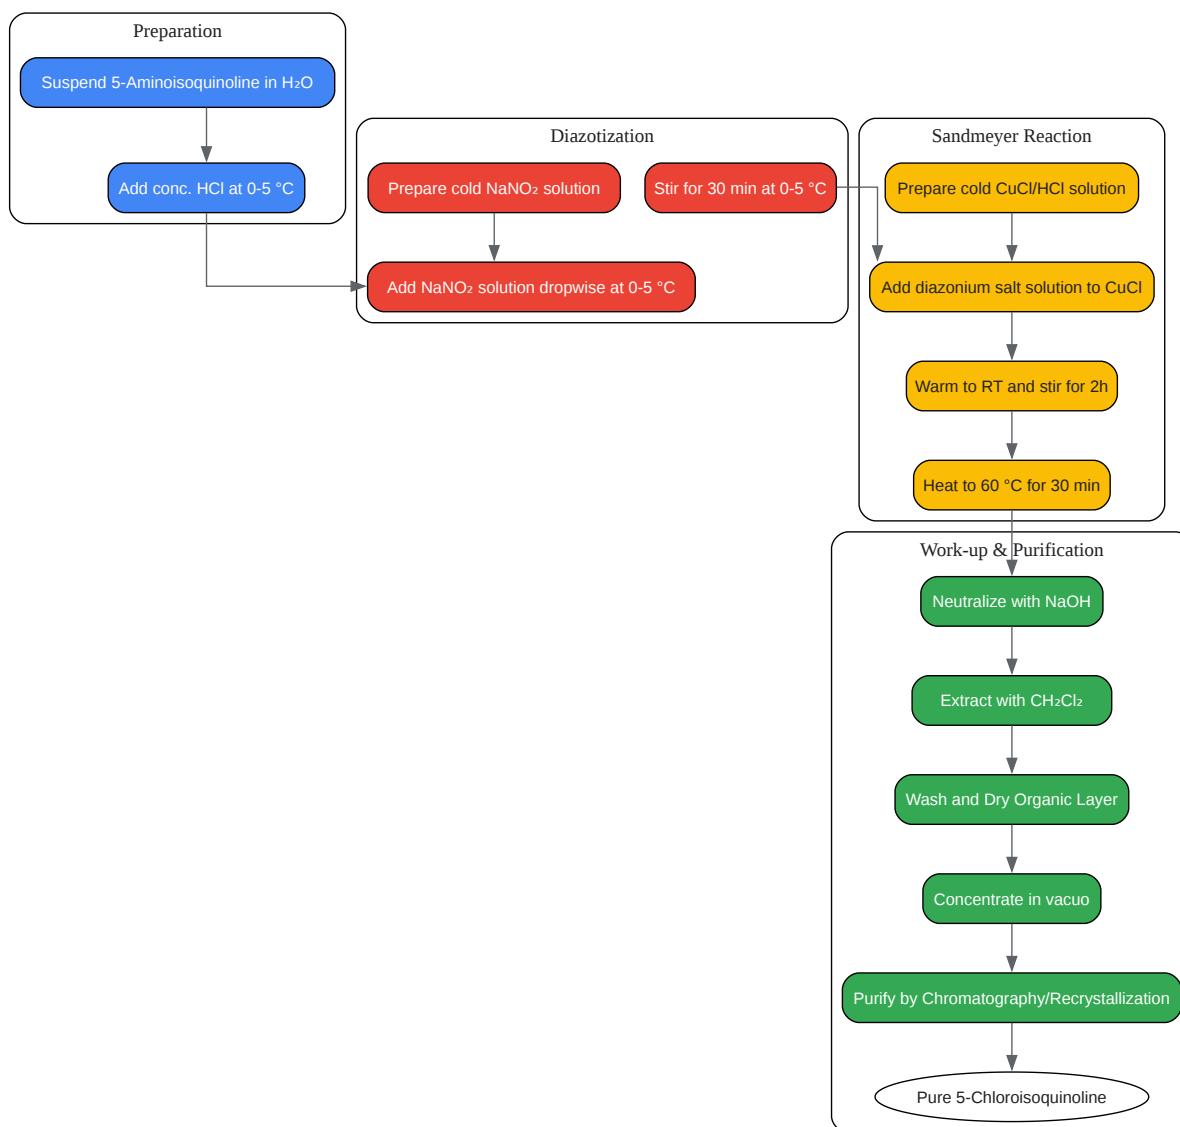 Preparation
Suspend 5-Aminoisoquinoline in H₂O
Add conc. HCl at 0-5 °C
Diazotization
Prepare cold NaNO₂ solution
Stir for 30 min at 0-5 °C
Add NaNO₂ solution dropwise at 0-5 °C
Sandmeyer Reaction
Prepare cold CuCl/HCl solution
Add diazonium salt solution to CuCl
Warm to RT and stir for 2h
Heat to 60 °C for 30 min
Work-up & Purification
Neutralize with NaOH
Extract with CH₂Cl₂
Wash and Dry Organic Layer
Concentrate in vacuo
Purify by Chromatography/Recrystallization
Pure 5-Chloroisoquinoline